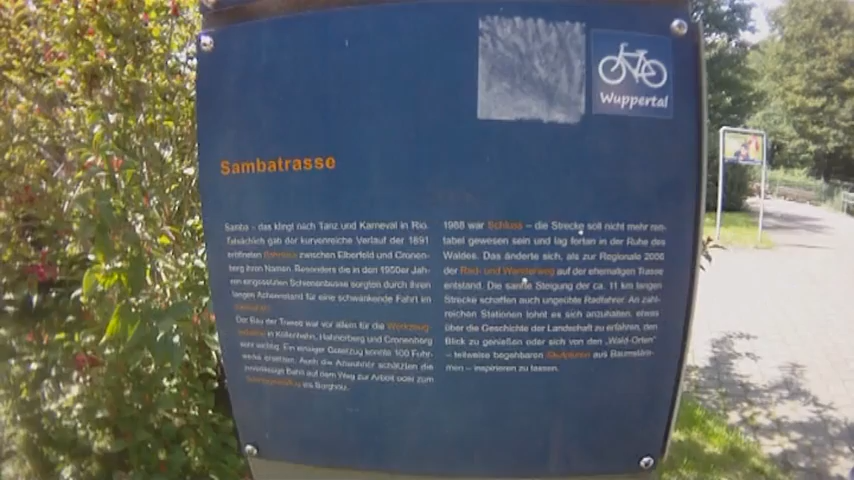 Wuppertal
Sambatrasse
Samba – das klingt nach Tanz und Karneval in Rio.
Tatsächlich gab der kurvenreiche Verlauf der 1891
eröffneten zwischen Elberfeld und Cronen-
berg ihren Namen. Besonders die in den 1950er Jah-
ren eingesetzten Schienenbusse sorgten durch ihren
langen Achsenstand für eine schwankende Fahrt im
Der Bau der Trasse war vor allem für die Werkzeug-
in Küllenhahn, Hahnerberg und Cronenberg
sehr wichtig. Ein einziger Güterzug konnte 100 Fuhr-
werke ersetzen. Auch die Anwohner schätzten die
zuverlässige Bahn auf dem Weg zur Arbeit oder zum
ins Burgholz.
1988 war Schluss – die Strecke soll nicht mehr ren-
tabel gewesen sein und lag fortan in der Ruhe des
Waldes. Das änderte sich, als zur Regionale 2006
der Rad- und Wanderweg auf der ehemaligen Trasse
entstand. Die sanfte Steigung der ca. 11 km langen
Strecke schaffen auch ungeübte Radfahrer. An zahl-
reichen Stationen lohnt es sich anzuhalten, etwas
über die Geschichte der Landschaft zu erfahren, den
Blick zu genießen oder sich von den „Wald-Orten“
– teilweise begehbaren Skulpturen aus Baumstäm-
men – inspirieren zu lassen.